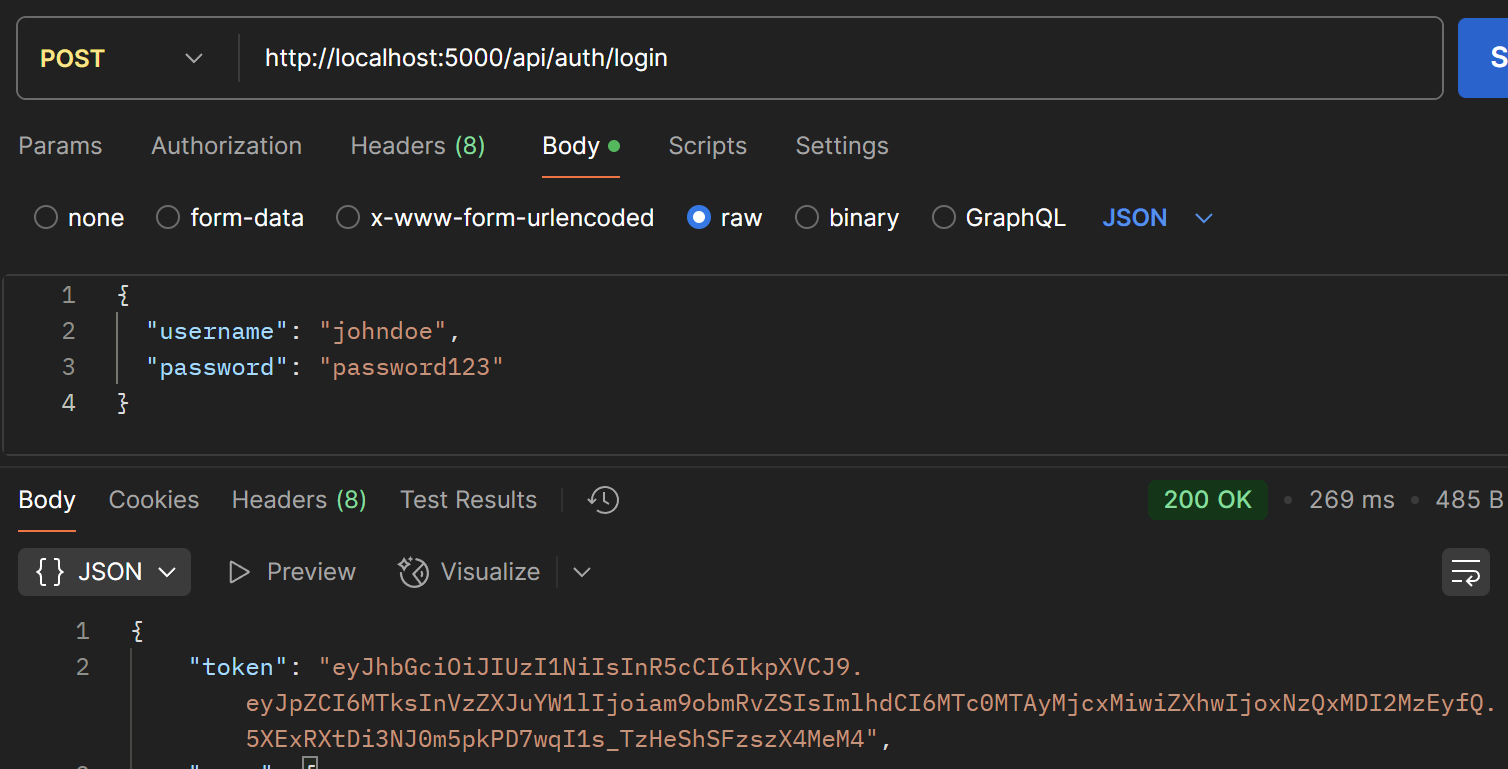 POST http://localhost:5000/api/auth/login S
Params Authorization Headers (8) Body Scripts Settings
none form-data x-www-form-urlencoded raw binary GraphQL JSON
1 {
2 "username": "johndoe",
3 "password": "password123"
4 }
Body Cookies Headers (8) Test Results 200 OK • 269 ms • 485 B
{} JSON Preview Visualize
1 {
2 "token": "eyJhbGciOiJIUzI1NiIsInR5cCI6IkpXVCJ9.
eyJpZCI6MTksInVzZXJuYW1lIjoiam9obmRvZSIsImlhdCI6MTc0MTAyMjcxMiwiZXhwIjoxNzQxMDI2MzEyfQ.
5XExRXtDi3NJ0m5pkPD7wqI1s_TzHeShSFzszX4MeM4",